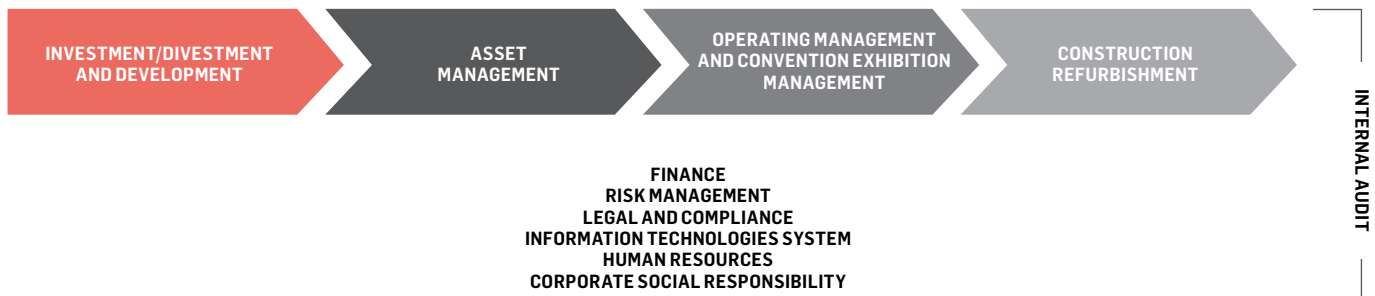 INVESTMENT/DIVESTMENT
AND DEVELOPMENT
ASSET
MANAGEMENT
OPERATING MANAGEMENT
AND CONVENTION EXHIBITION
MANAGEMENT
CONSTRUCTION
REFURBISHMENT
INTERNAL AUDIT
FINANCE
RISK MANAGEMENT
LEGAL AND COMPLIANCE
INFORMATION TECHNOLOGIES SYSTEM
HUMAN RESOURCES
CORPORATE SOCIAL RESPONSIBILITY